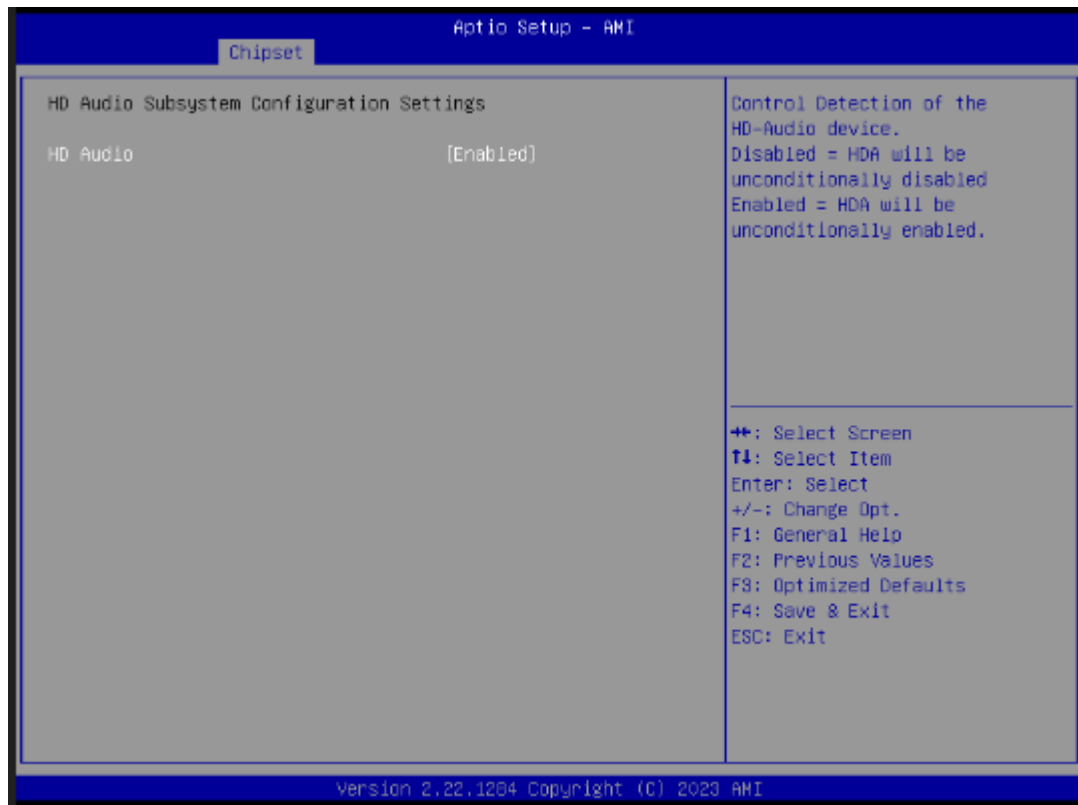 Aptio Setup - AMI
Chipset
HD Audio Subsystem Configuration Settings
HD Audio [Enabled]
Control Detection of the
HD-Audio device.
Disabled = HDA will be
unconditionally disabled
Enabled = HDA will be
unconditionally enabled.
→←: Select Screen
↑↓: Select Item
Enter: Select
+/-: Change Opt.
F1: General Help
F2: Previous Values
F3: Optimized Defaults
F4: Save & Exit
ESC: Exit
Version 2.22.1284 Copyright (C) 2023 AMI